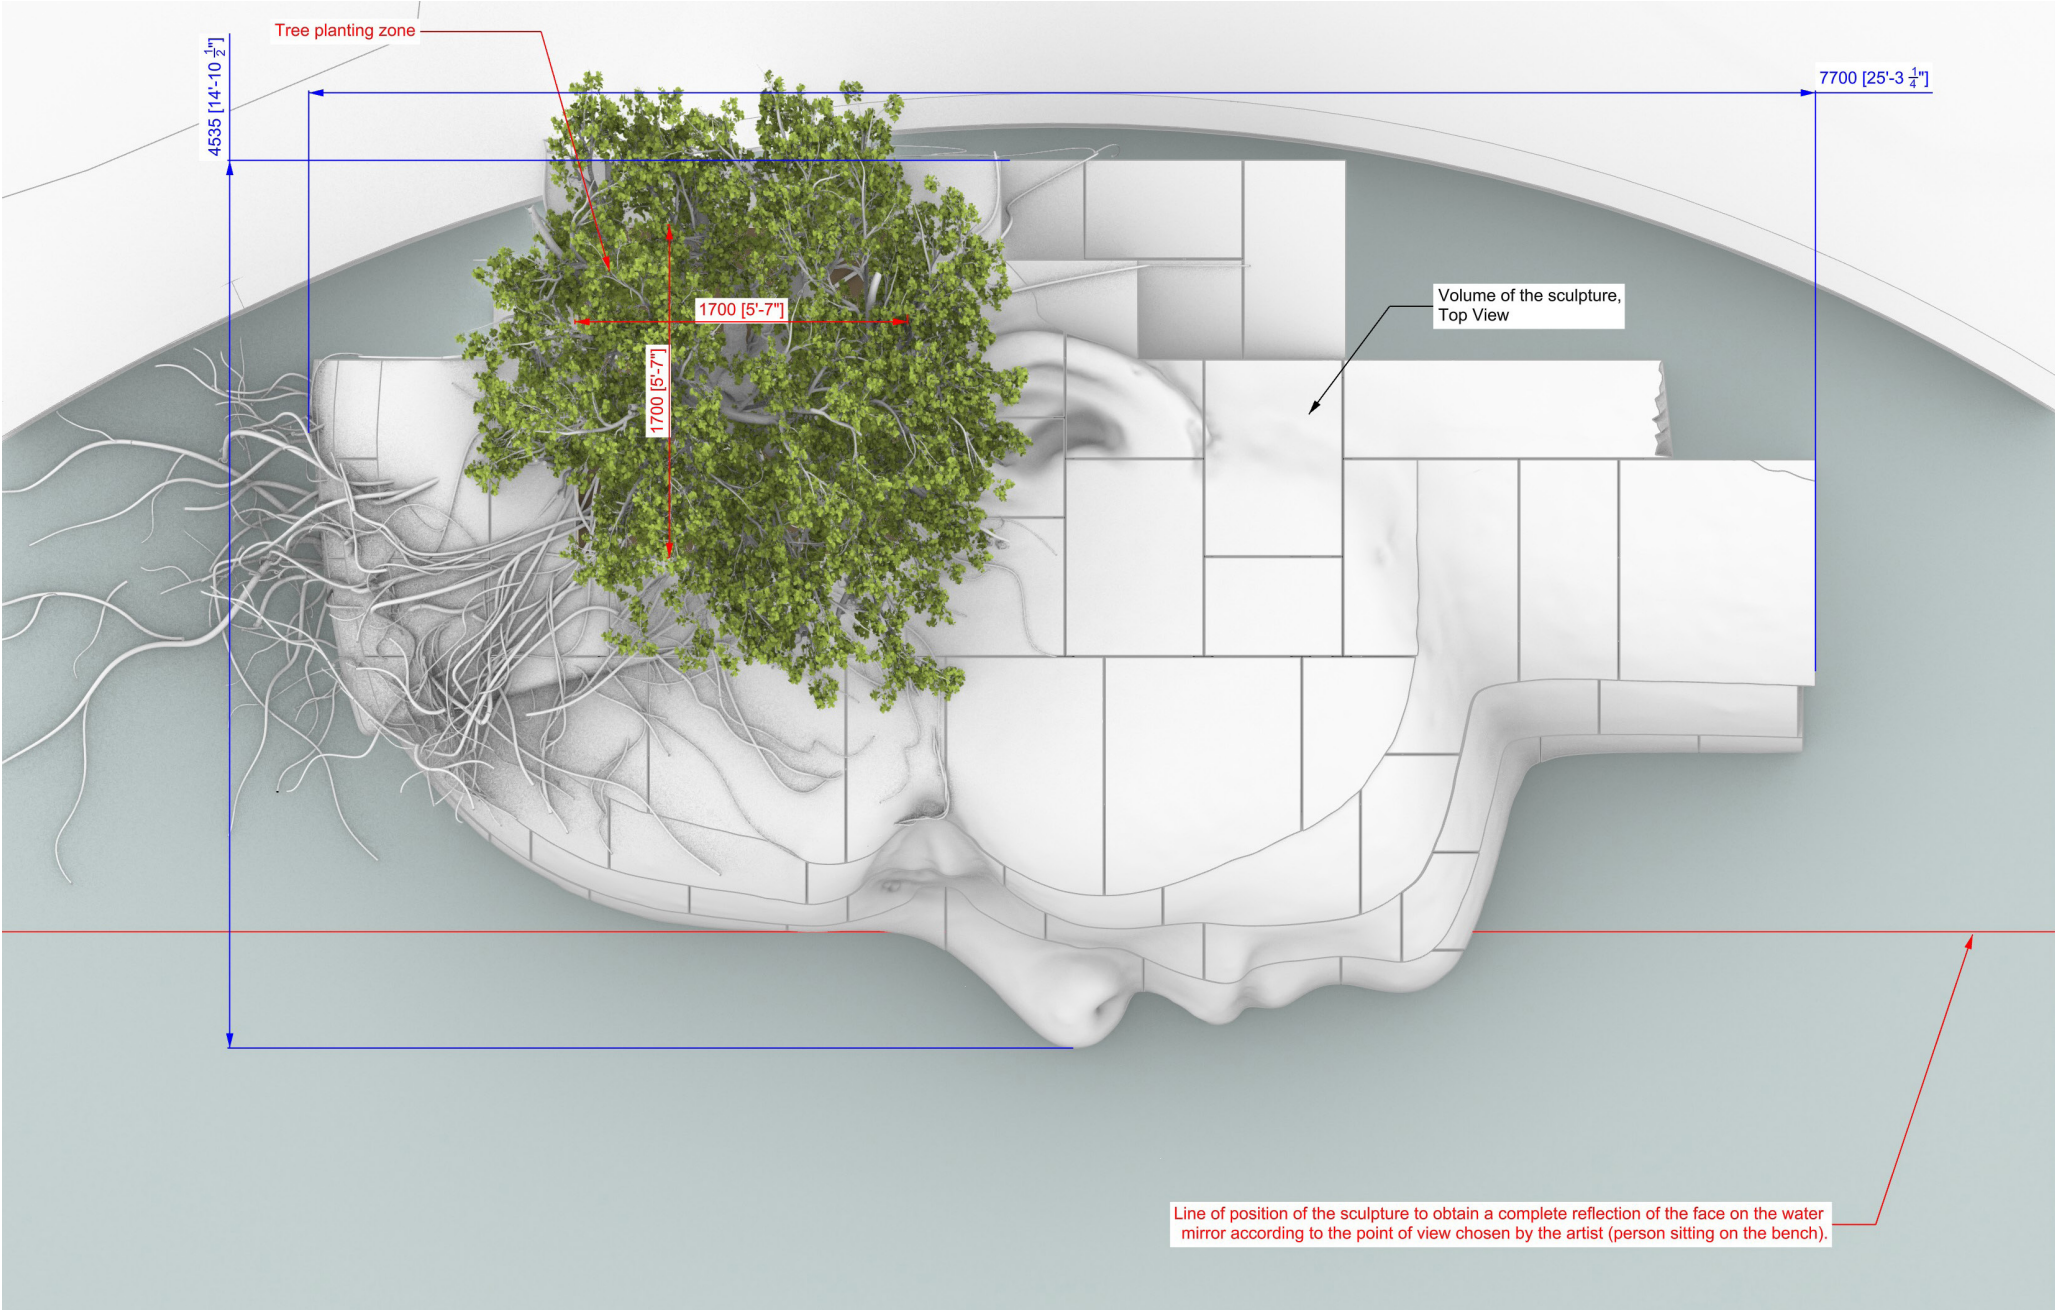 Tree planting zone
4535 [14'-10 1/2"]
7700 [25'-3 1/4"]
1700 [5'-7"]
1700 [5'-7"]
Volume of the sculpture,
Top View
Line of position of the sculpture to obtain a complete reflection of the face on the water
mirror according to the point of view chosen by the artist (person sitting on the bench).